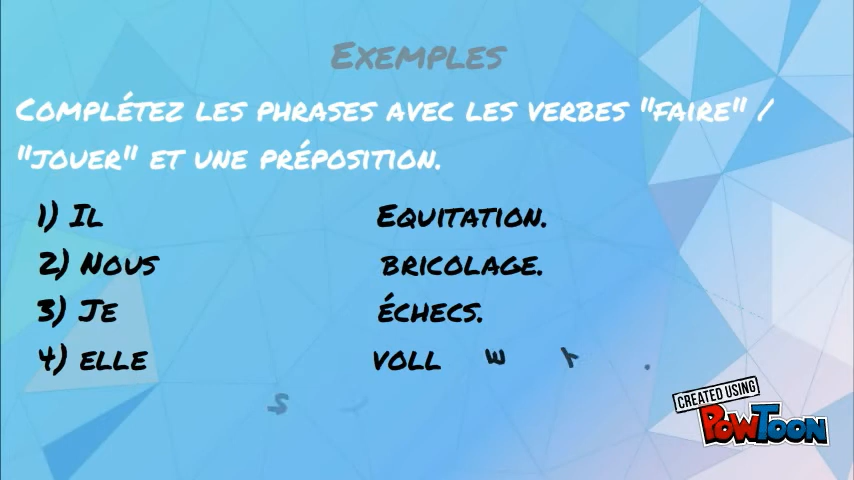 Exemples
Complétez les phrases avec les verbes "faire" /
"jouer" et une préposition.
1) Il Equitation.
2) Nous bricolage.
3) Je échecs.
4) elle voll
CREATED USING
PowToon